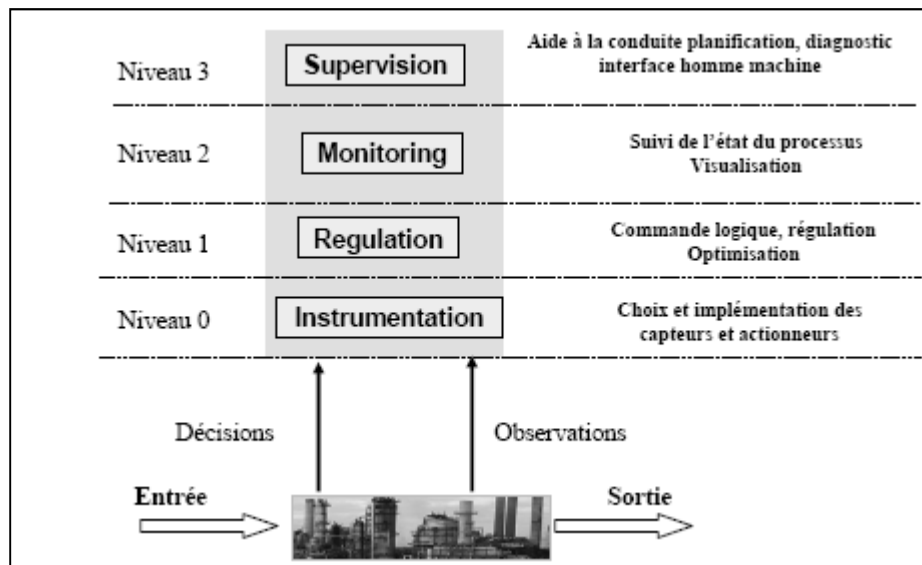 Niveau 3
Supervision
Aide à la conduite planification, diagnostic
interface homme machine
Niveau 2
Monitoring
Suivi de l'état du processus
Visualisation
Niveau 1
Regulation
Commande logique, régulation
Optimisation
Niveau 0
Instrumentation
Choix et implémentation des
capteurs et actionneurs
Décisions
Observations
Entrée
Sortie